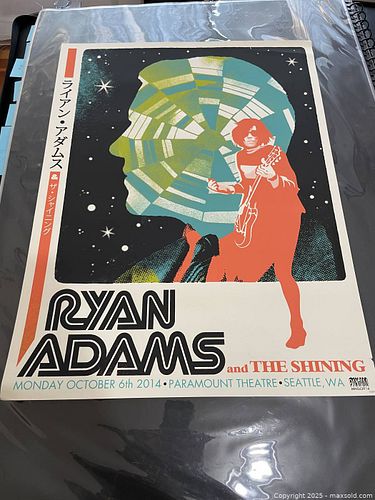 ライアン・アダムス
ザ・シャイニング
RYAN
ADAMS
and THE SHINING
MONDAY OCTOBER 6th 2014 • PARAMOUNT THEATRE • SEATTLE, WA
Copyright 2025 - maxsold.com